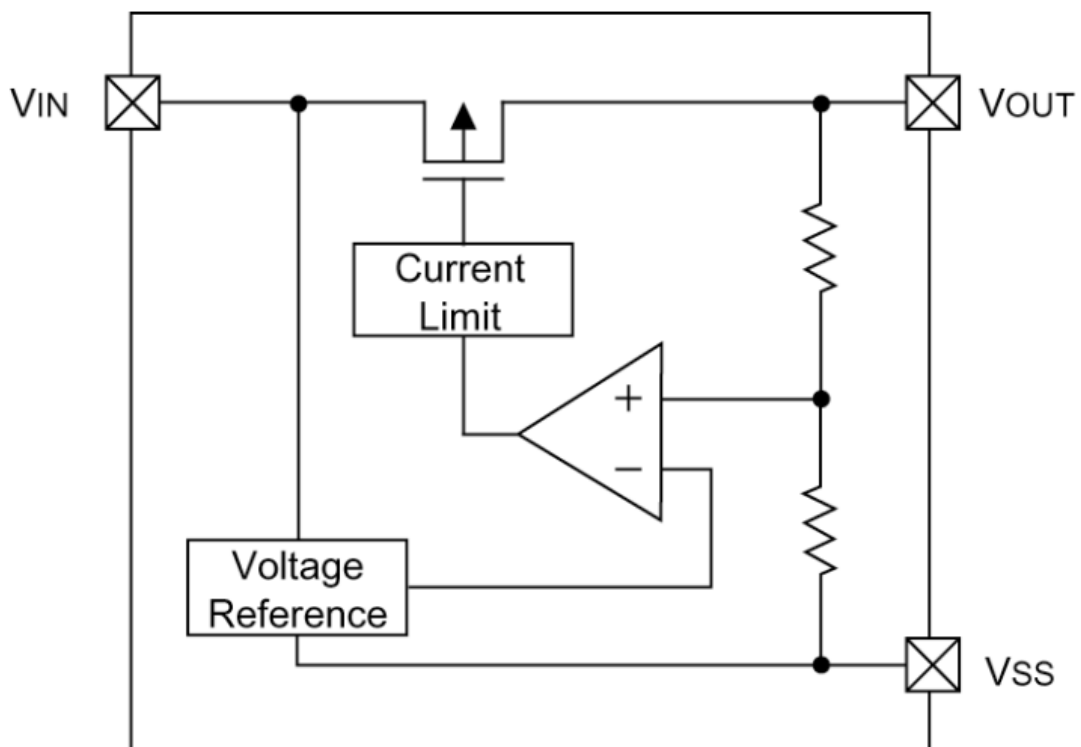 VIN
VOUT
Current
Limit
+
−
Voltage
Reference
VSS